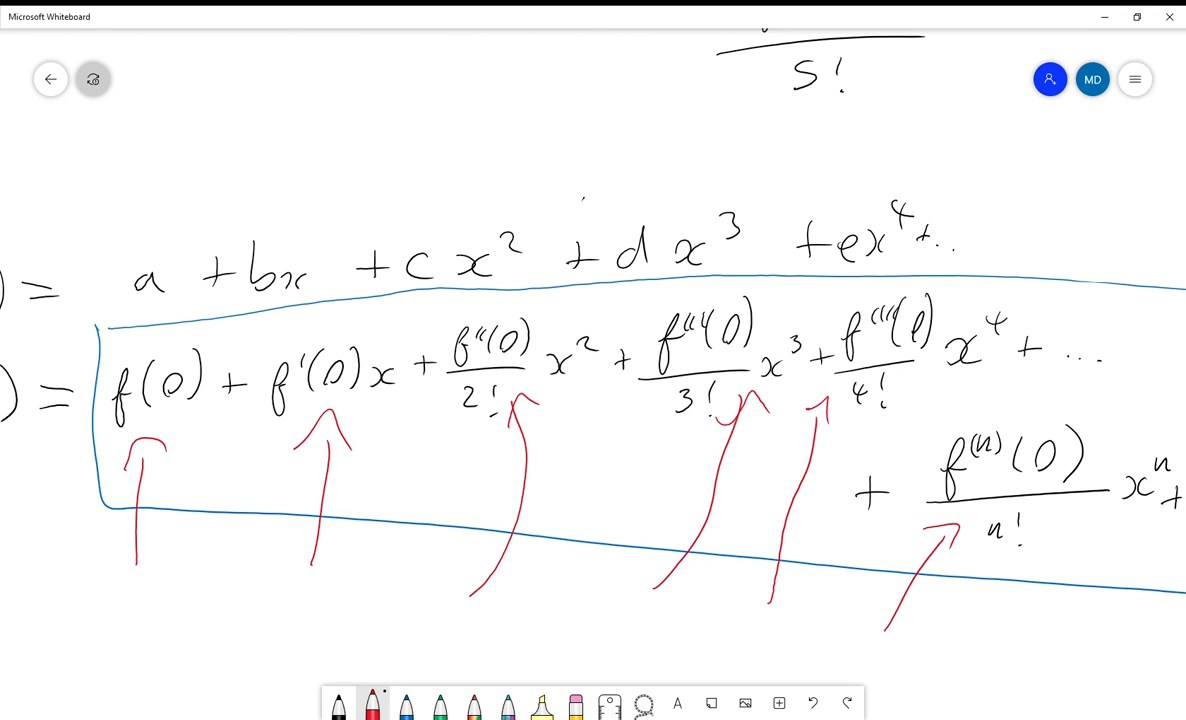 Microsoft Whiteboard
5!
MD
) = a + bx + cx² + dx³ + ex⁴ + ..
) = f(0) + f'(0)x + f''(0)/2! x² + f'''(0)/3! x³ + f''''(0)/4! x⁴ + ...
+ f⁽ⁿ⁾(0)/n! xⁿ +
A